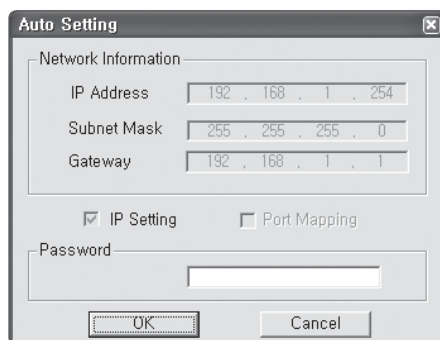 Auto Setting
Network Information
IP Address 192 . 168 . 1 . 254
Subnet Mask 255 . 255 . 255 . 0
Gateway 192 . 168 . 1 . 1
IP Setting Port Mapping
Password
OK Cancel